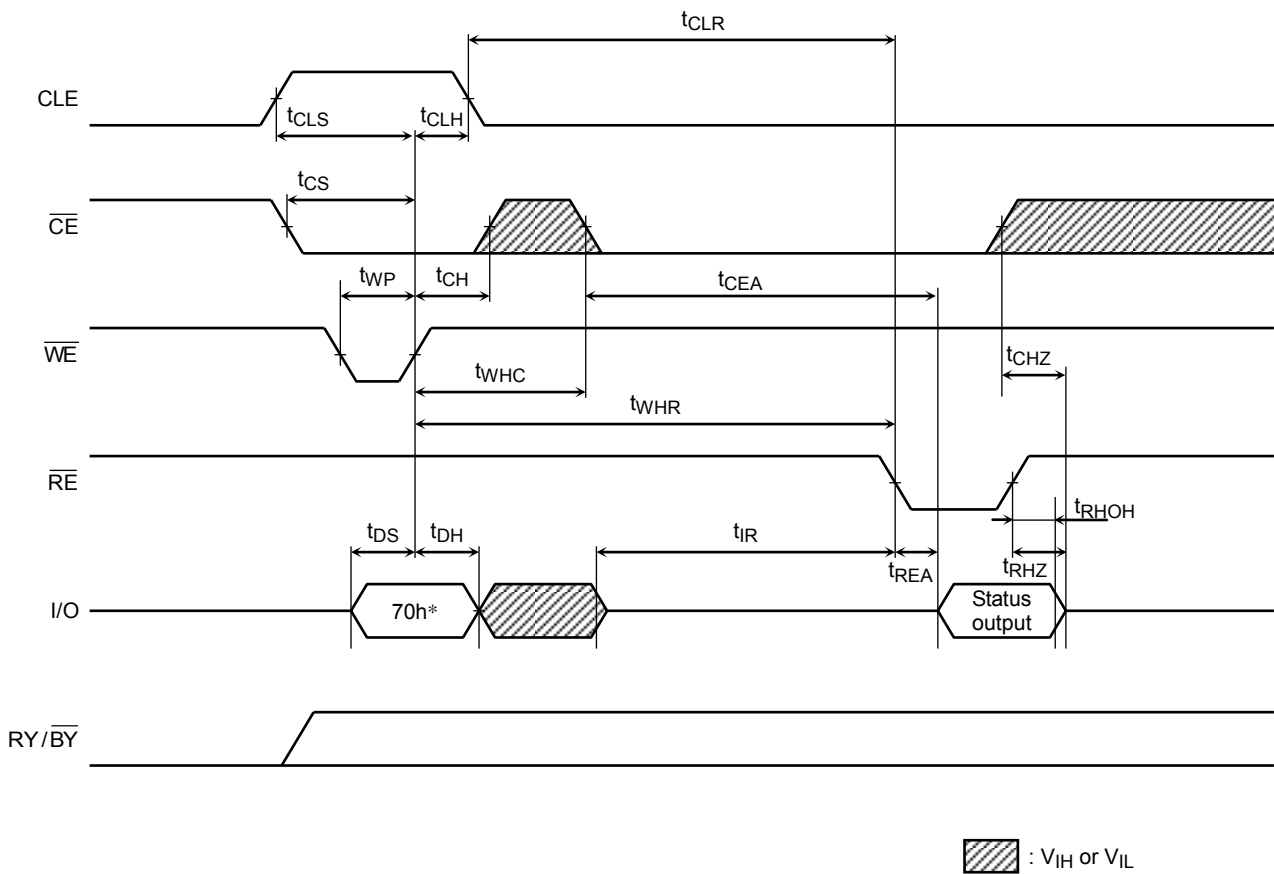 tCLR
CLE
tCLS
tCLH
tCS
CE
tWP
tCH
tCEA
WE
tCHZ
tWHC
tWHR
RE
tRHOH
tDS
tDH
tIR
tREA
tRHZ
I/O
70h*
Status
output
RY/BY
: VIH or VIL